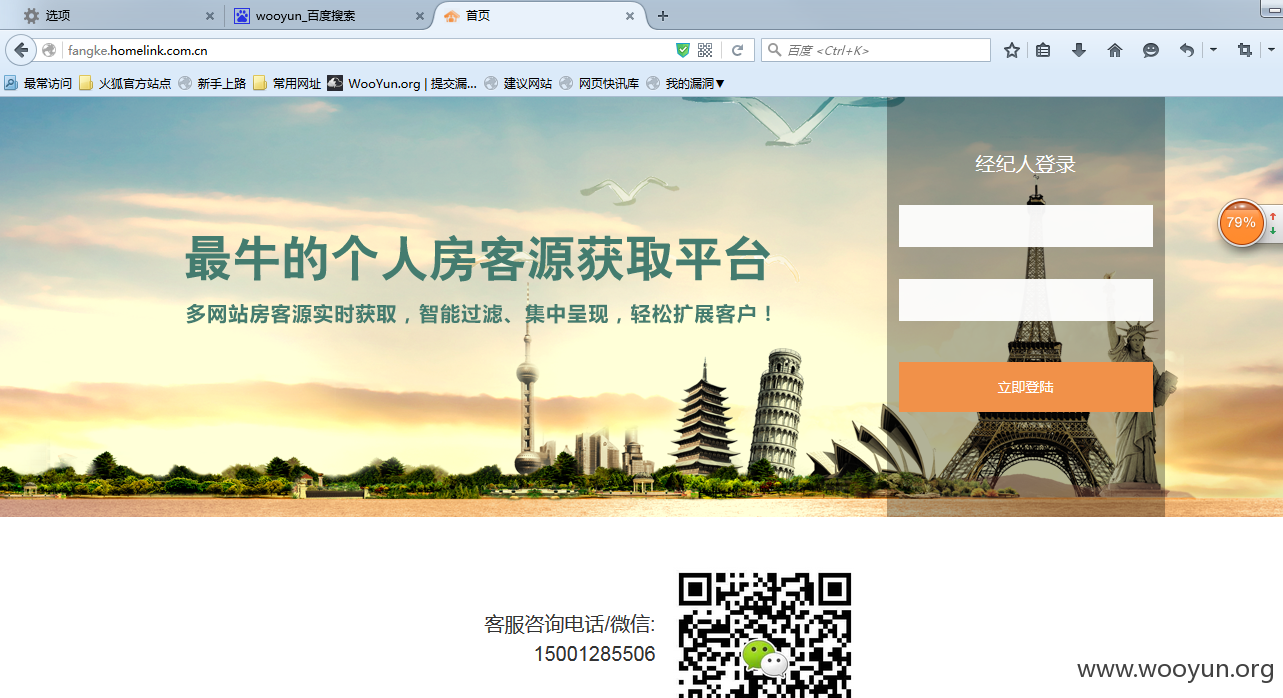 选项
wooyun_百度搜索
首页
fangke.homelink.com.cn
百度 <Ctrl+K>
最常访问 火狐官方站点 新手上路 常用网址 WooYun.org | 提交漏... 建议网站 网页快讯库 我的漏洞▼
经纪人登录
79%
最牛的个人房客源获取平台
多网站房客源实时获取，智能过滤、集中呈现，轻松扩展客户！
立即登陆
客服咨询电话/微信:
15001285506
www.wooyun.org